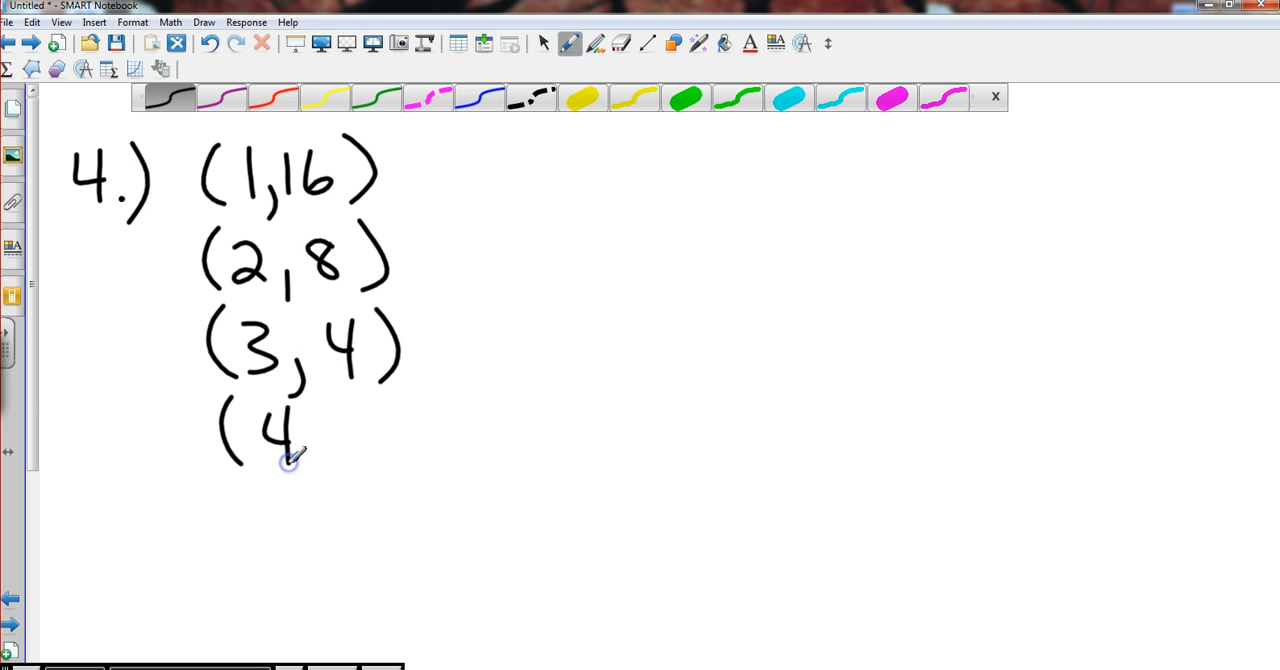 Untitled * - SMART Notebook
File Edit View Insert Format Math Draw Response Help
x
4.) (1,16)
(2,8)
(3,4)
(4